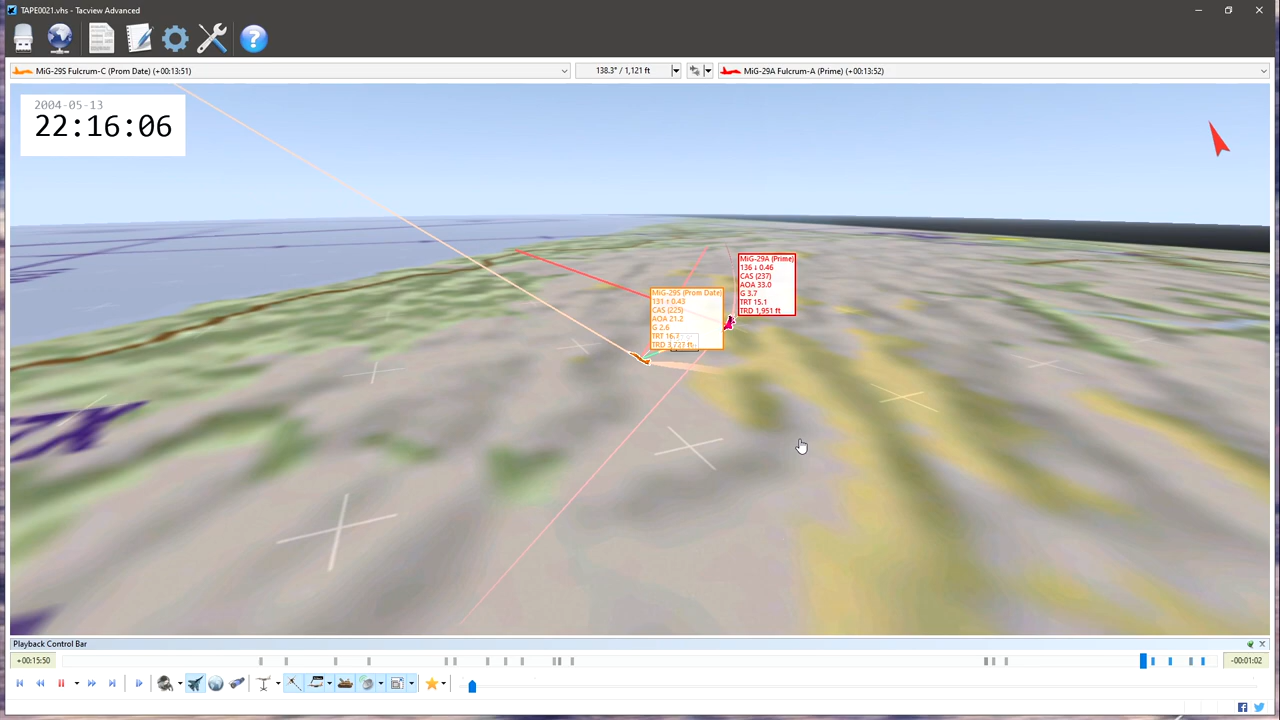 TAPE0021.vhs - Tacview Advanced
MiG-29S Fulcrum-C (Prom Date) (+00:13:51)
138.3° / 1,121 ft
MiG-29A Fulcrum-A (Prime) (+00:13:52)
2004-05-13
22:16:06
MiG-29A (Prime)
136 ↓ 0.46
CAS (237)
AOA 33.0
G 3.7
TRT 15.1
TRD 1,951 ft
MiG-29S (Prom Date)
131 ↑ 0.43
CAS (225)
AOA 21.2
G 2.6
TRT 16.7
TRD 3,727 ft
Playback Control Bar
+00:15:50
-00:01:02